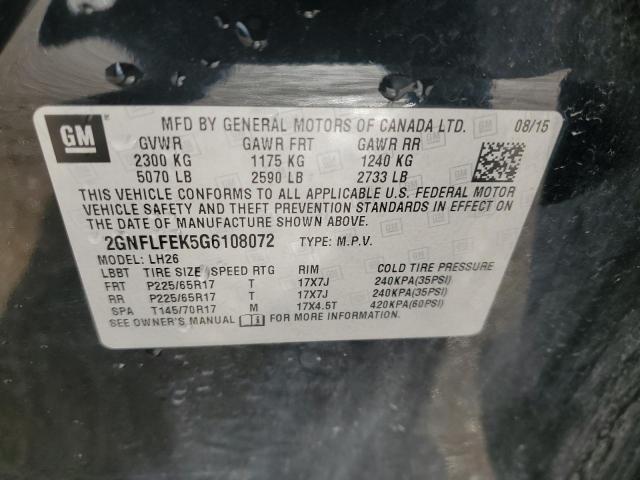 GM
MFD BY GENERAL MOTORS OF CANADA LTD. 08/15
GVWR GAWR FRT GAWR RR
2300 KG 1175 KG 1240 KG
5070 LB 2590 LB 2733 LB
THIS VEHICLE CONFORMS TO ALL APPLICABLE U.S. FEDERAL MOTOR
VEHICLE SAFETY AND THEFT PREVENTION STANDARDS IN EFFECT ON
THE DATE OF MANUFACTURE SHOWN ABOVE.
2GNFLFEK5G6108072 TYPE: M.P.V.
MODEL: LH26
LBBT TIRE SIZE / SPEED RTG RIM COLD TIRE PRESSURE
FRT P225/65R17 T 17X7J 240KPA(35PSI)
RR P225/65R17 T 17X7J 240KPA(35PSI)
SPA T145/70R17 M 17X4.5T 420KPA(60PSI)
SEE OWNER'S MANUAL FOR MORE INFORMATION.